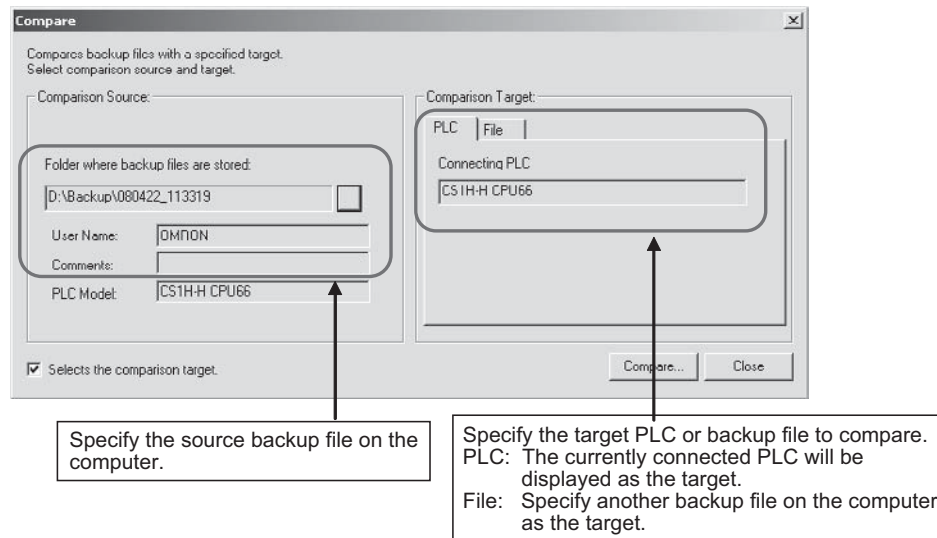 Compare
Compares backup files with a specified target.
Select comparison source and target.
Comparison Source:
Folder where backup files are stored:
D:\Backup\080422_113319
User Name: OMRON
Comments:
PLC Model: CS1H-H CPU66
Comparison Target:
PLC File
Connecting PLC
CS1H-H CPU66
Selects the comparison target.
Compare... Close
Specify the source backup file on the
computer.
Specify the target PLC or backup file to compare.
PLC: The currently connected PLC will be
displayed as the target.
File: Specify another backup file on the computer
as the target.